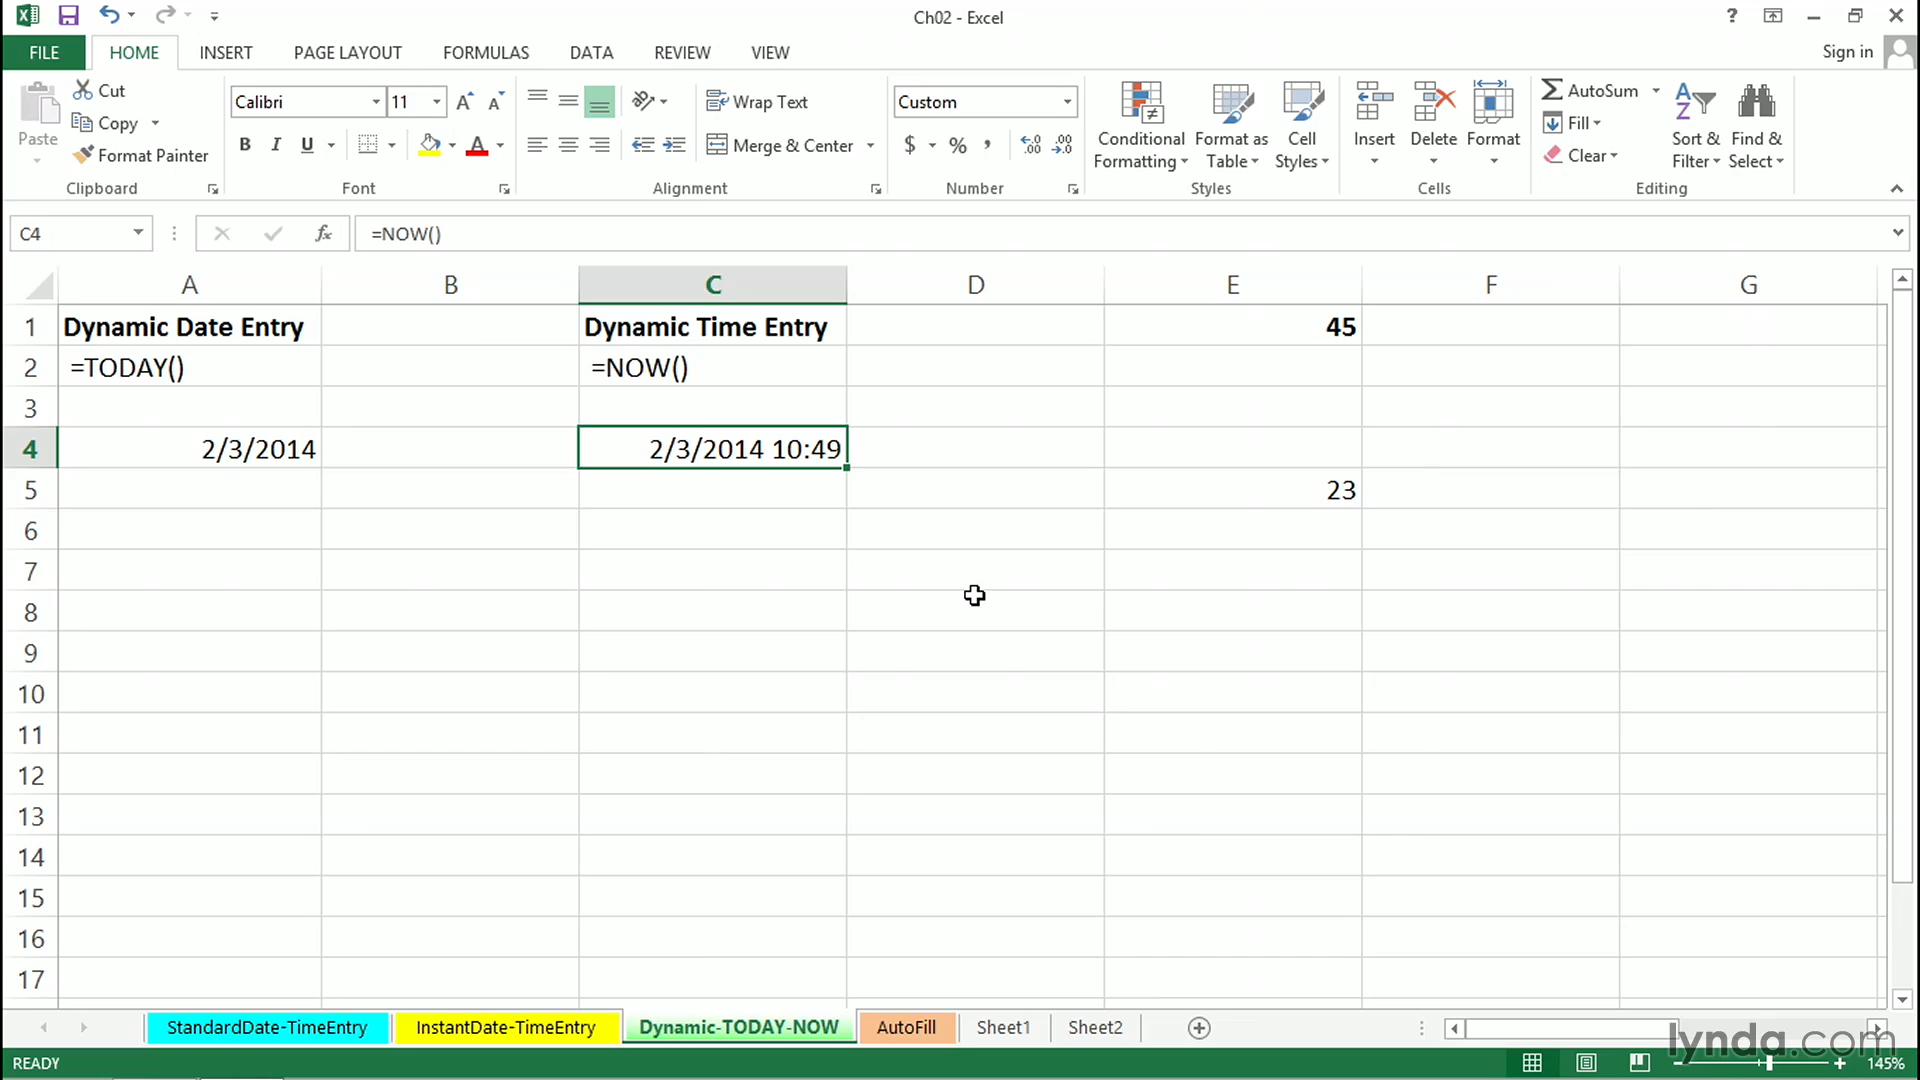 Ch02 - Excel
?
FILE HOME INSERT PAGE LAYOUT FORMULAS DATA REVIEW VIEW Sign in
Paste
Cut
Copy
Format Painter
Clipboard
Calibri 11
B I U A
Font
Wrap Text
Merge & Center
Alignment
Custom
$ % ,
Number
Conditional Formatting
Format as Table
Cell Styles
Styles
Insert Delete Format
Cells
AutoSum
Fill
Clear
Sort & Filter
Find & Select
Editing
C4 fx =NOW()
A B C D E F G
1 Dynamic Date Entry Dynamic Time Entry 45
2 =TODAY() =NOW()
3
4 2/3/2014 2/3/2014 10:49
5 23
6
7
8
9
10
11
12
13
14
15
16
17
StandardDate-TimeEntry InstantDate-TimeEntry Dynamic-TODAY-NOW AutoFill Sheet1 Sheet2
lynda.com
READY 145%